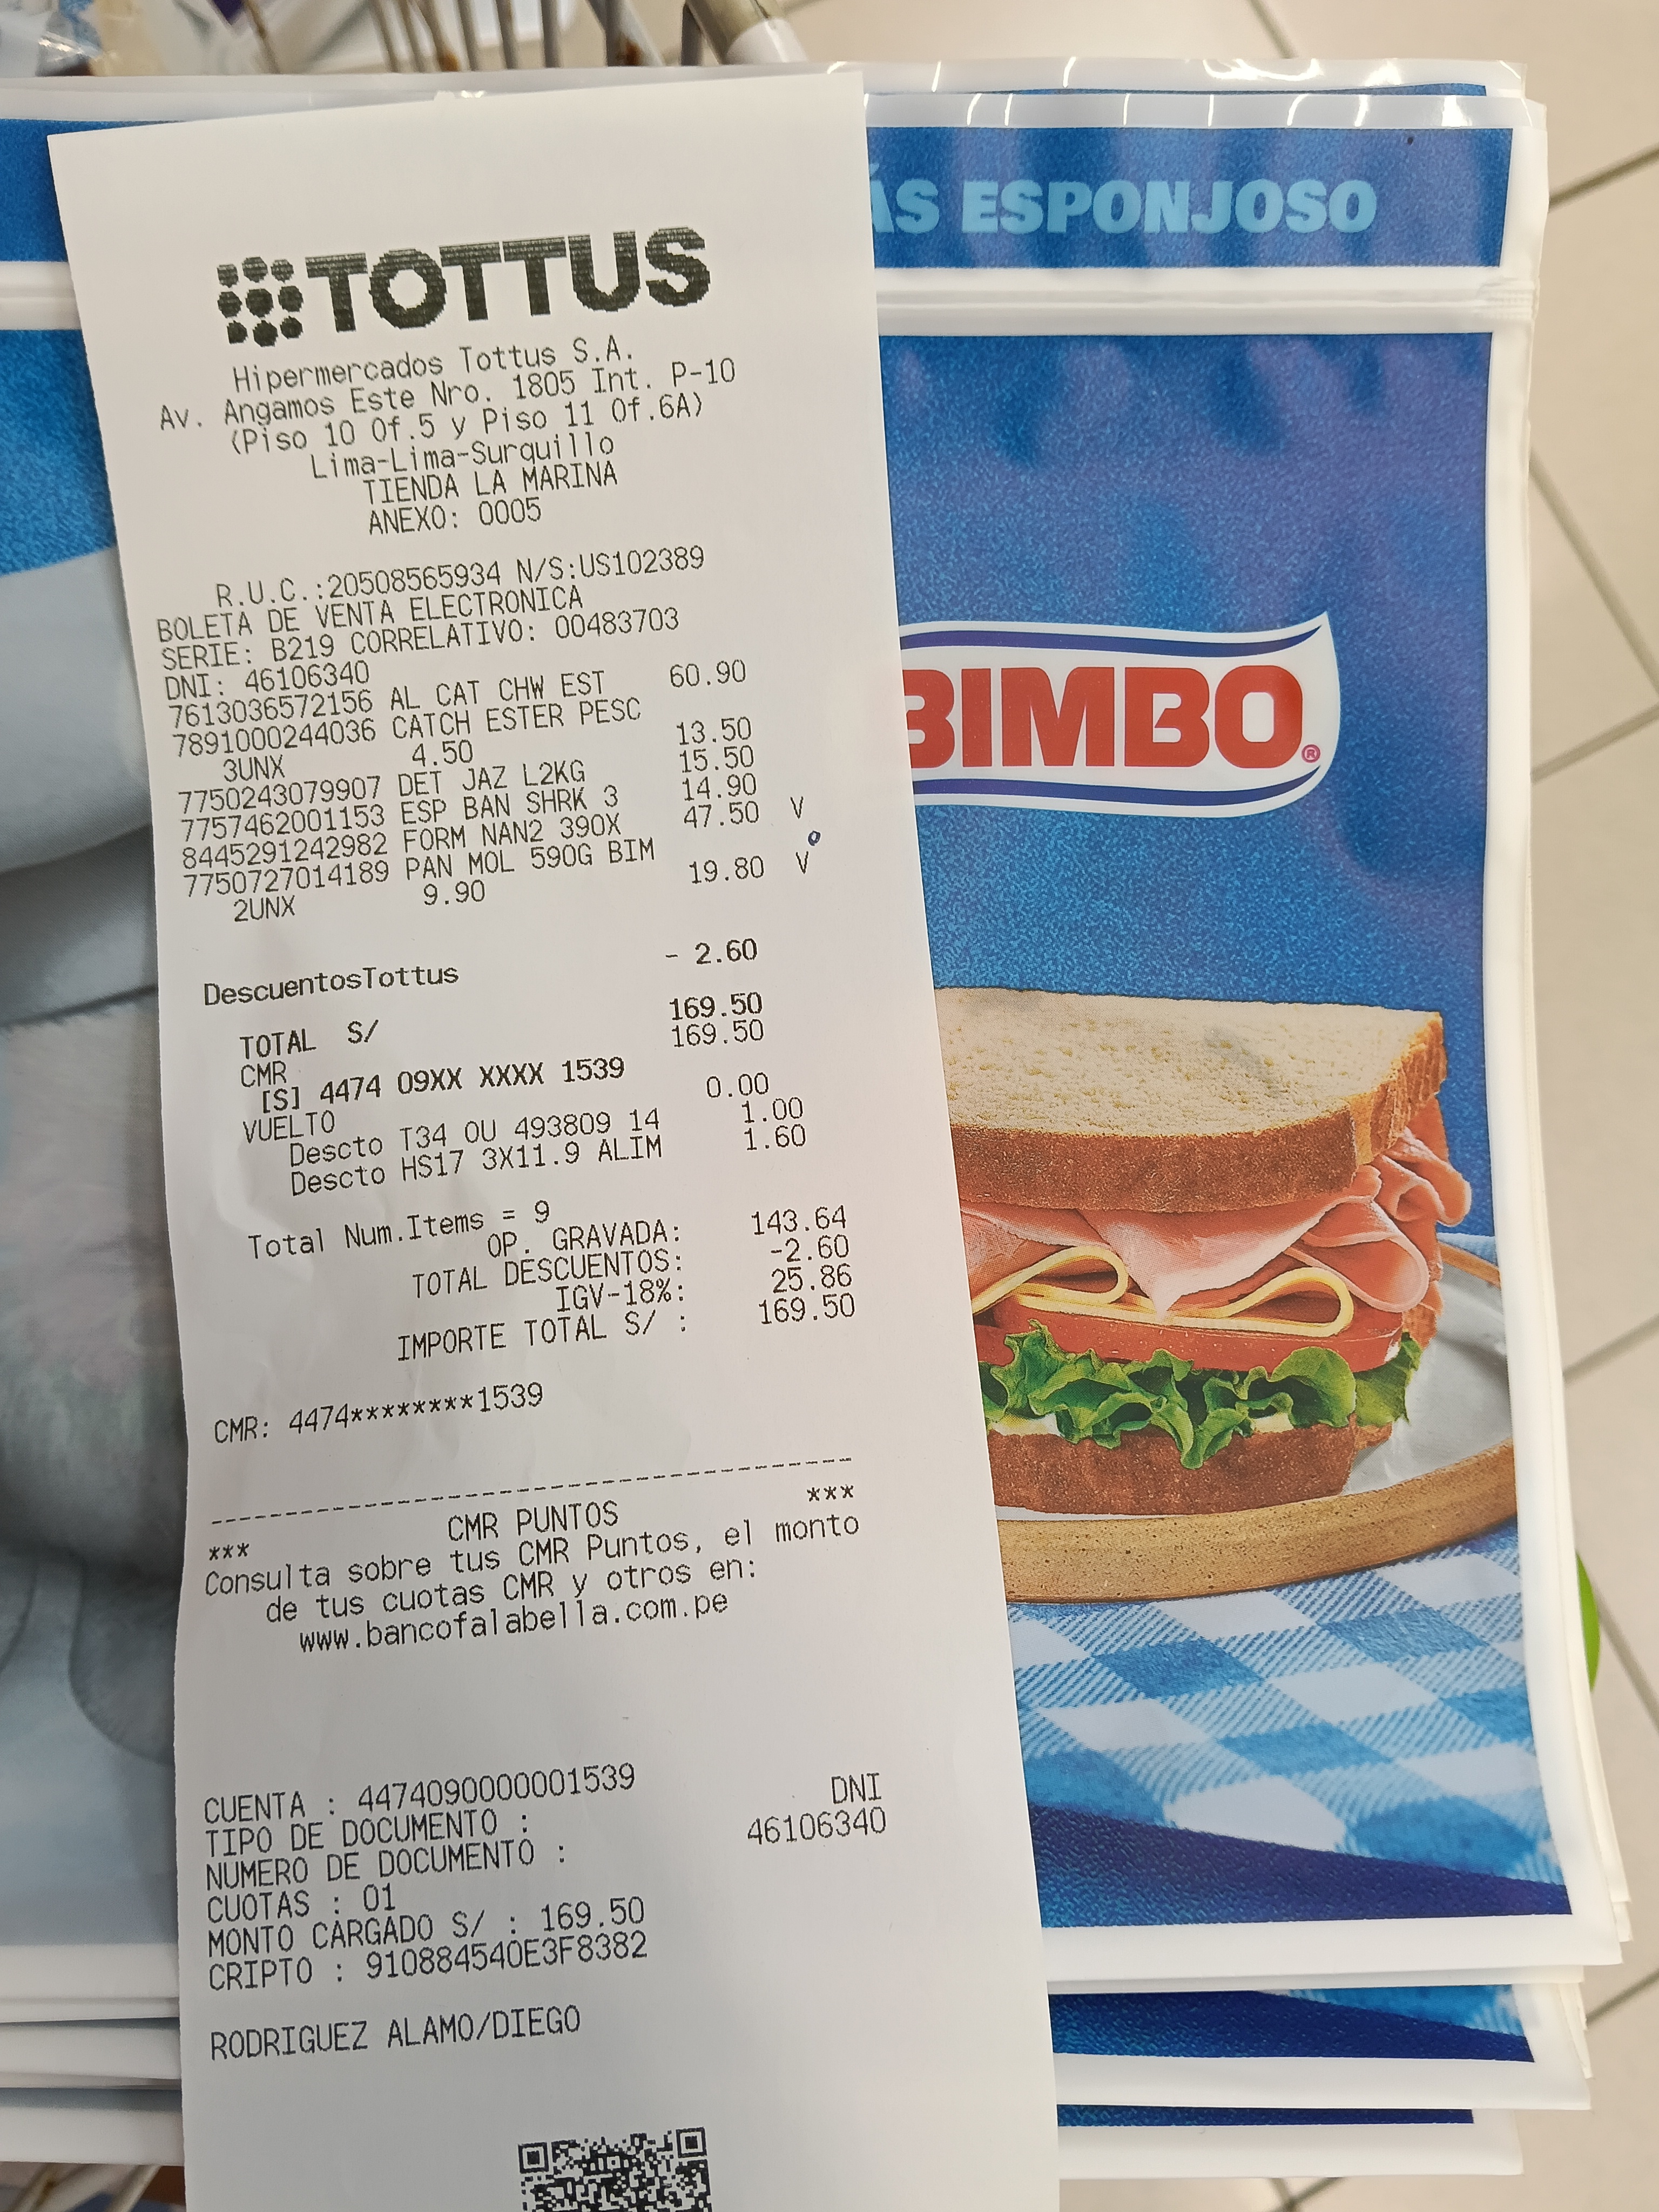 TOTTUS
Hipermercados Tottus S.A.
Av. Angamos Este Nro. 1805 Int. P-10
(Piso 10 Of.5 y Piso 11 Of.6A)
Lima-Lima-Surquillo
TIENDA LA MARINA
ANEXO: 0005
R.U.C.:20508565934 N/S:US102389
BOLETA DE VENTA ELECTRONICA
SERIE: B219 CORRELATIVO: 00483703
DNI: 46106340
7613036572156 AL CAT CHW EST 60.90
7891000244036 CATCH ESTER PESC
3UNX 4.50 13.50
7750243079907 DET JAZ L2KG 15.50
7757462001153 ESP BAN SHRK 3 14.90
8445291242982 FORM NAN2 390X 47.50 V
7750727014189 PAN MOL 590G BIM
2UNX 9.90 19.80 V
DescuentosTottus - 2.60
TOTAL S/ 169.50
CMR 169.50
[S] 4474 09XX XXXX 1539
VUELTO 0.00
Descto T34 OU 493809 14 1.00
Descto HS17 3X11.9 ALIM 1.60
Total Num.Items = 9
OP. GRAVADA: 143.64
TOTAL DESCUENTOS: -2.60
IGV-18%: 25.86
IMPORTE TOTAL S/ : 169.50
CMR: 4474********1539
*** CMR PUNTOS ***
Consulta sobre tus CMR Puntos, el monto
de tus cuotas CMR y otros en:
www.bancofalabella.com.pe
CUENTA : 4474090000001539
TIPO DE DOCUMENTO : DNI
NUMERO DE DOCUMENTO : 46106340
CUOTAS : 01
MONTO CARGADO S/ : 169.50
CRIPTO : 910884540E3F8382
RODRIGUEZ ALAMO/DIEGO
ÁS ESPONJOSO
BIMBO®